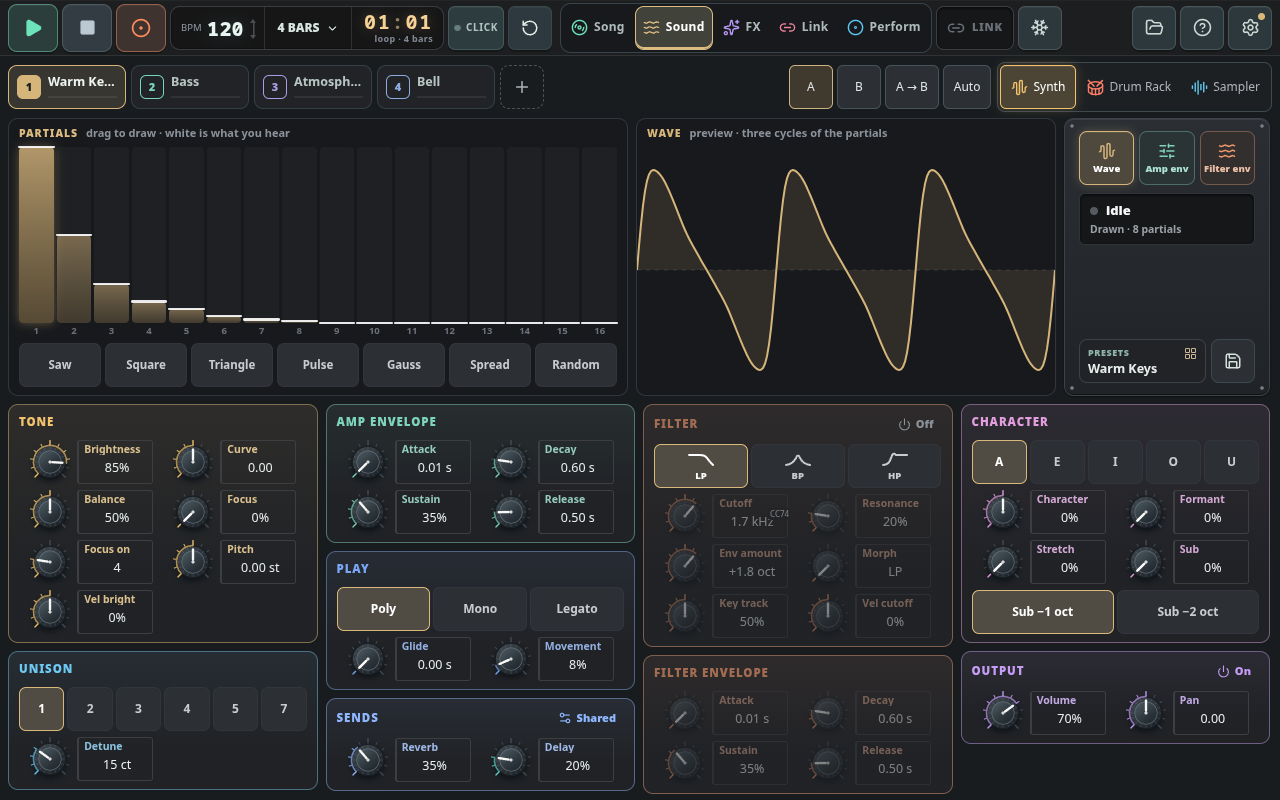 BPM 120
4 BARS
01:01
loop · 4 bars
CLICK
Song
Sound
FX
Link
Perform
LINK
1 Warm Ke...
2 Bass
3 Atmosph...
4 Bell
+
A
B
A → B
Auto
Synth
Drum Rack
Sampler
PARTIALS drag to draw · white is what you hear
1 2 3 4 5 6 7 8 9 10 11 12 13 14 15 16
Saw
Square
Triangle
Pulse
Gauss
Spread
Random
WAVE preview · three cycles of the partials
Wave
Amp env
Filter env
Idle
Drawn · 8 partials
PRESETS
Warm Keys
TONE
Brightness
85%
Curve
0.00
Balance
50%
Focus
0%
Focus on
4
Pitch
0.00 st
Vel bright
0%
UNISON
1 2 3 4 5 7
Detune
15 ct
AMP ENVELOPE
Attack
0.01 s
Decay
0.60 s
Sustain
35%
Release
0.50 s
PLAY
Poly
Mono
Legato
Glide
0.00 s
Movement
8%
SENDS
Shared
Reverb
35%
Delay
20%
FILTER
Off
LP
BP
HP
Cutoff
CC74
1.7 kHz
Resonance
20%
Env amount
+1.8 oct
Morph
LP
Key track
50%
Vel cutoff
0%
FILTER ENVELOPE
Attack
0.01 s
Decay
0.60 s
Sustain
35%
Release
0.50 s
CHARACTER
A E I O U
Character
0%
Formant
0%
Stretch
0%
Sub
0%
Sub −1 oct
Sub −2 oct
OUTPUT
On
Volume
70%
Pan
0.00